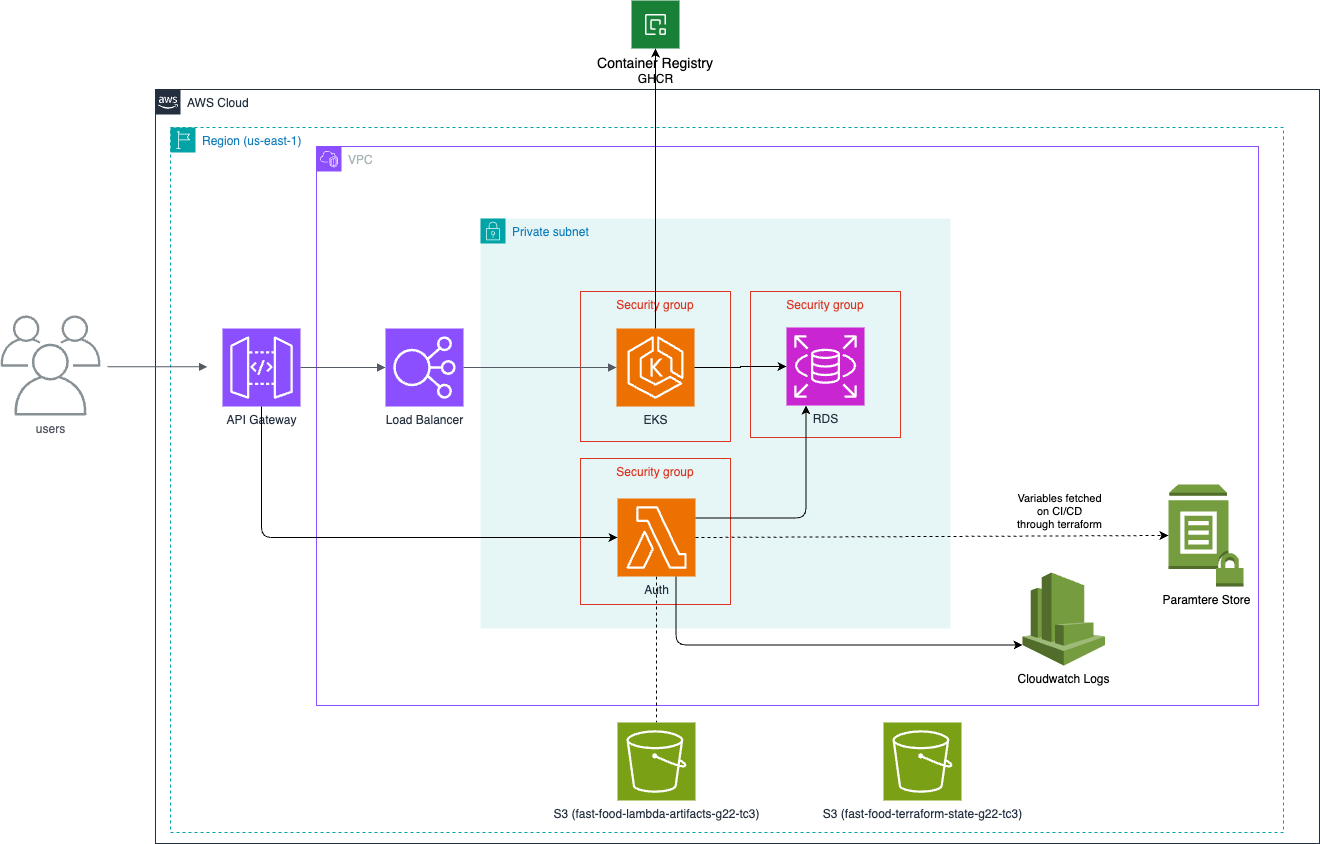 Container Registry
GHCR
aws
AWS Cloud
Region (us-east-1)
VPC
Private subnet
Security group
Security group
</>
K
users
API Gateway
Load Balancer
EKS
RDS
Security group
Auth
Variables fetched
on CI/CD
through terraform
Paramtere Store
Cloudwatch Logs
S3 (fast-food-lambda-artifacts-g22-tc3)
S3 (fast-food-terraform-state-g22-tc3)